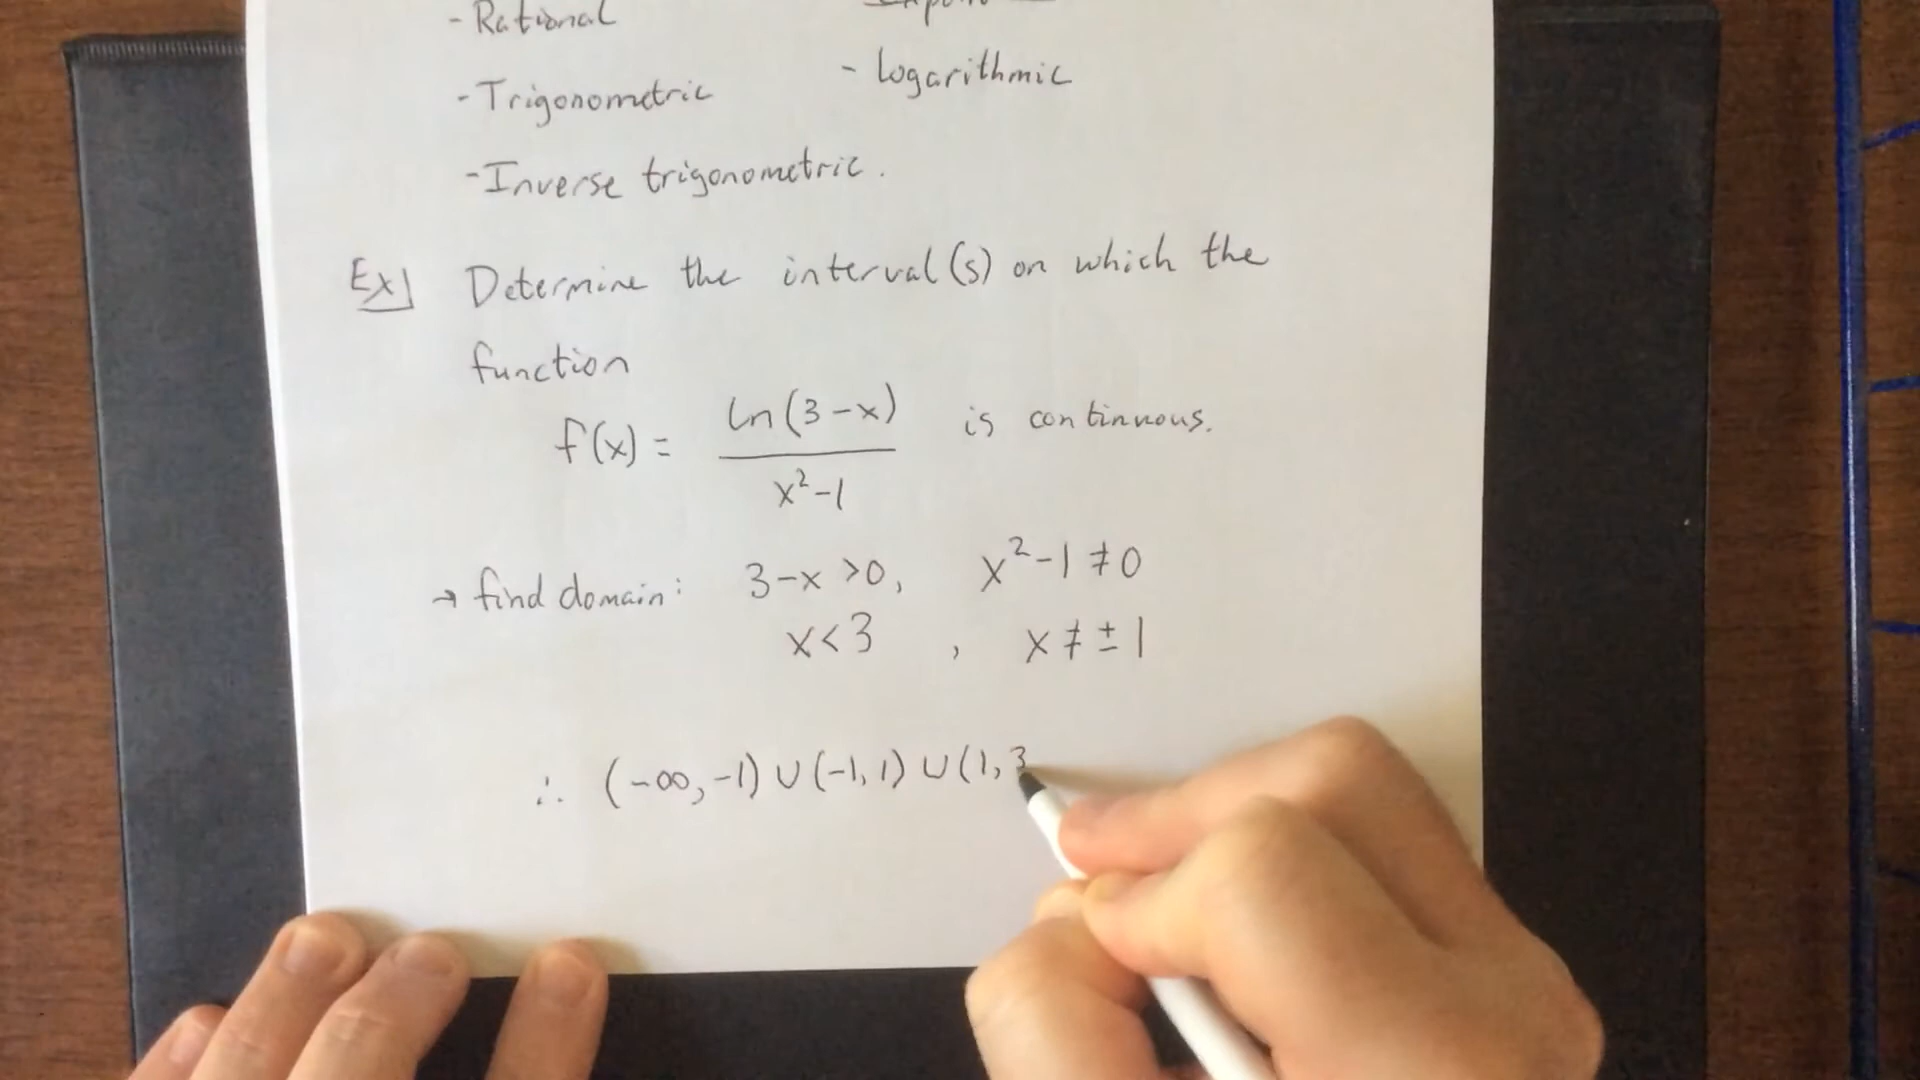 - Rational
- Trigonometric
- Logarithmic
- Inverse trigonometric.
Ex] Determine the interval(s) on which the
function
f(x) = ln(3-x) / x²-1 is continuous.
→ find domain: 3-x >0, x²-1 ≠0
x<3 , x≠±1
∴ (-∞,-1) ∪ (-1,1) ∪ (1,3